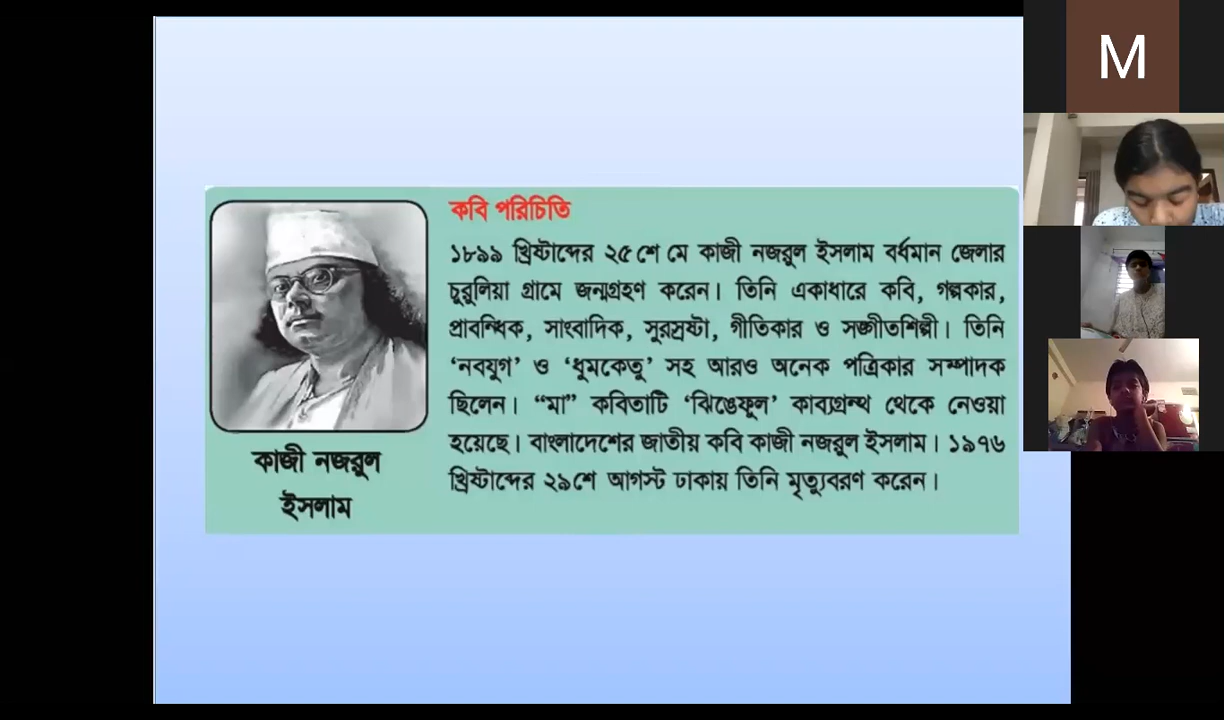 M
কবি পরিচিতি
১৮৯৯ খ্রিষ্টাব্দের ২৫ শে মে কাজী নজরুল ইসলাম বর্ধমান জেলার
চুরুলিয়া গ্রামে জন্মগ্রহণ করেন। তিনি একাধারে কবি, গল্পকার,
প্রাবন্ধিক, সাংবাদিক, সুরস্রষ্টা, গীতিকার ও সঙ্গীতশিল্পী। তিনি
‘নবযুগ’ ও ‘ধুমকেতু’ সহ আরও অনেক পত্রিকার সম্পাদক
ছিলেন। “মা” কবিতাটি ‘ঝিঙেফুল’ কাব্যগ্রন্থ থেকে নেওয়া
হয়েছে। বাংলাদেশের জাতীয় কবি কাজী নজরুল ইসলাম। ১৯৭৬
খ্রিষ্টাব্দের ২৯শে আগস্ট ঢাকায় তিনি মৃত্যুবরণ করেন।
কাজী নজরুল
ইসলাম